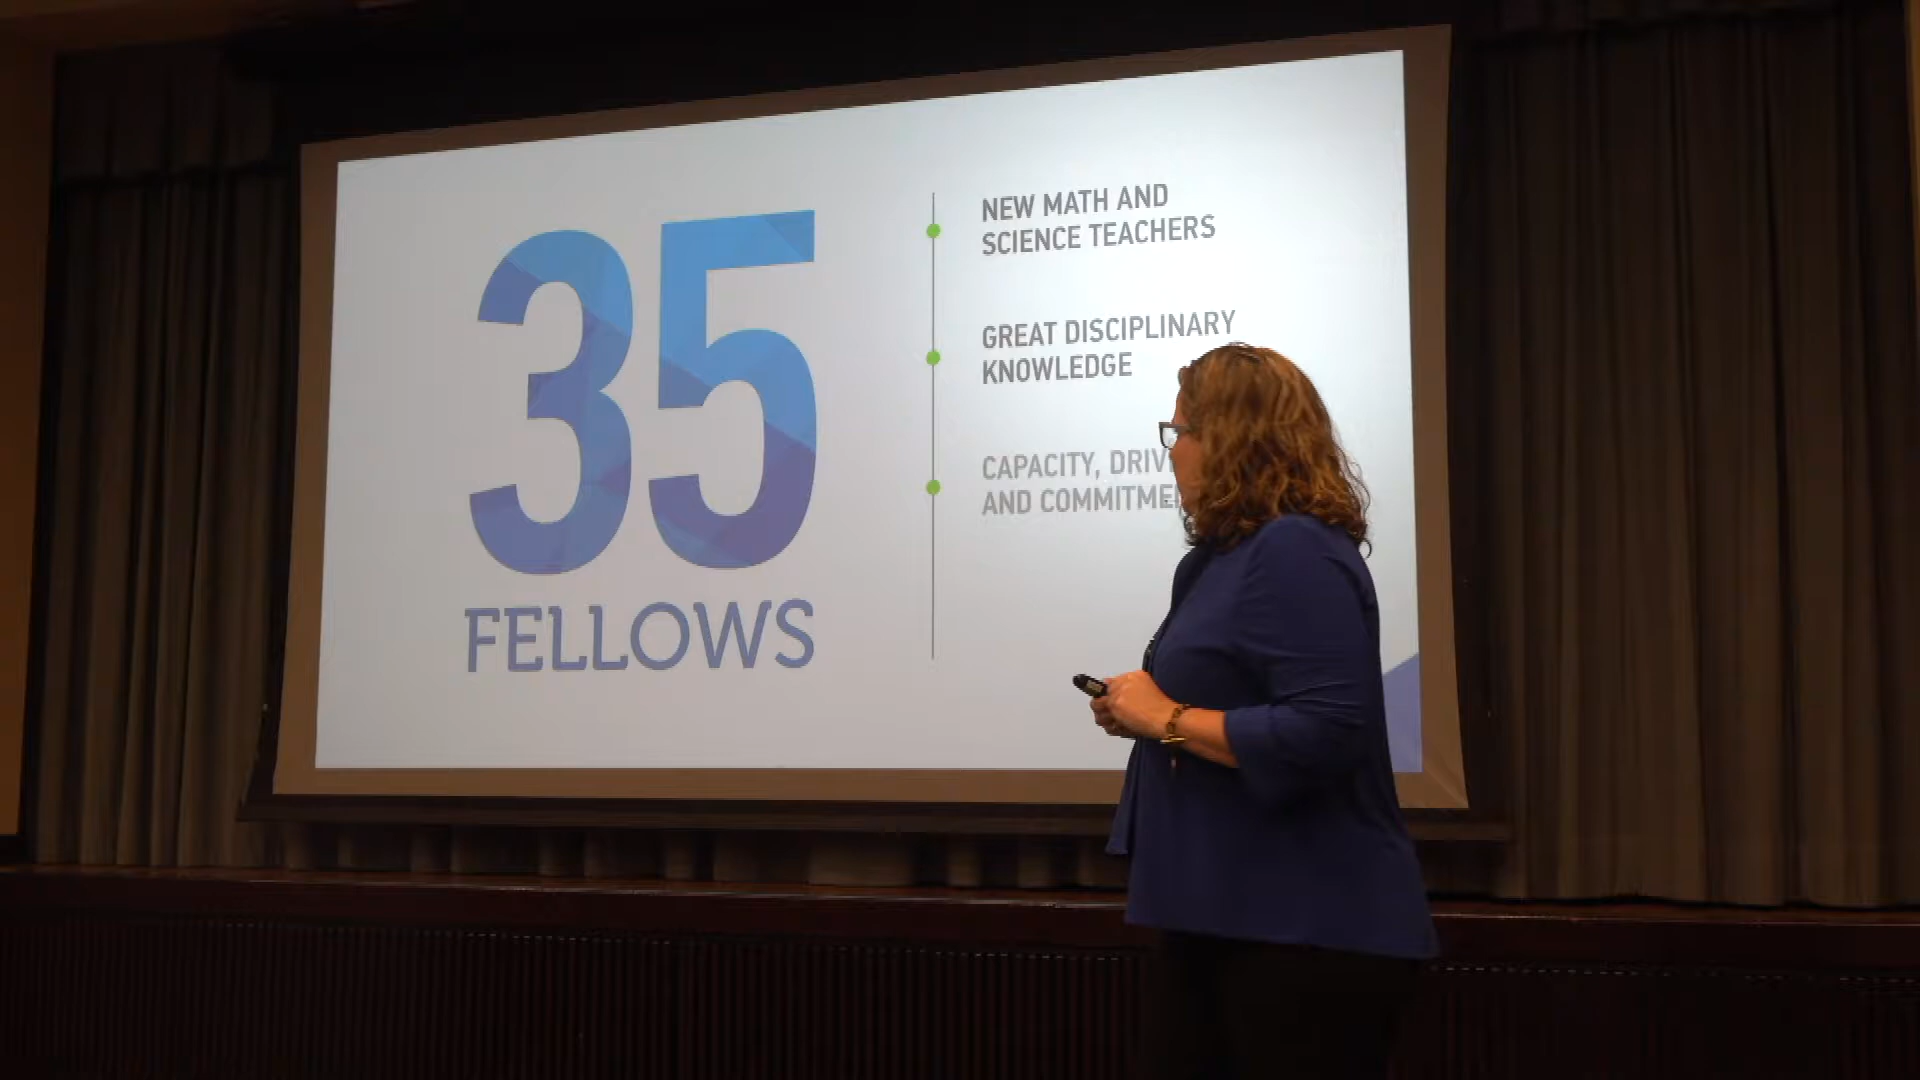 35
FELLOWS
NEW MATH AND
SCIENCE TEACHERS
GREAT DISCIPLINARY
KNOWLEDGE
CAPACITY,
AND